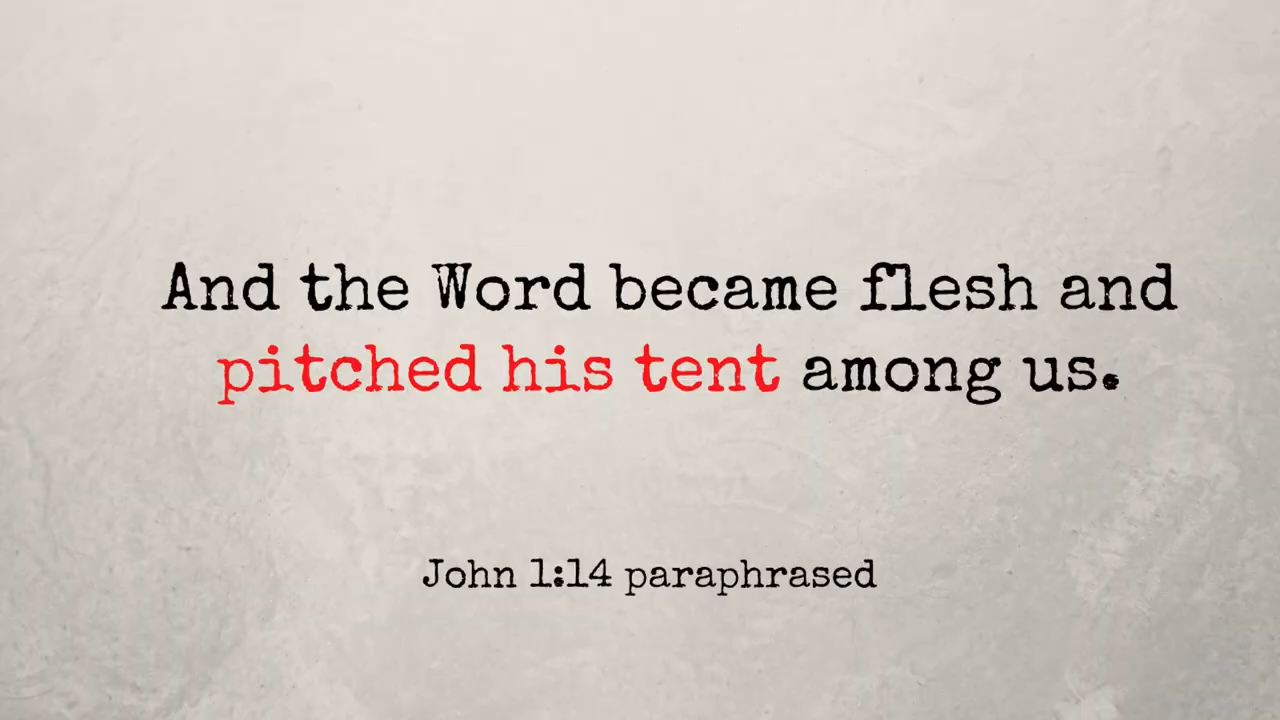 And the Word became flesh and
pitched his tent among us.
John 1:14 paraphrased